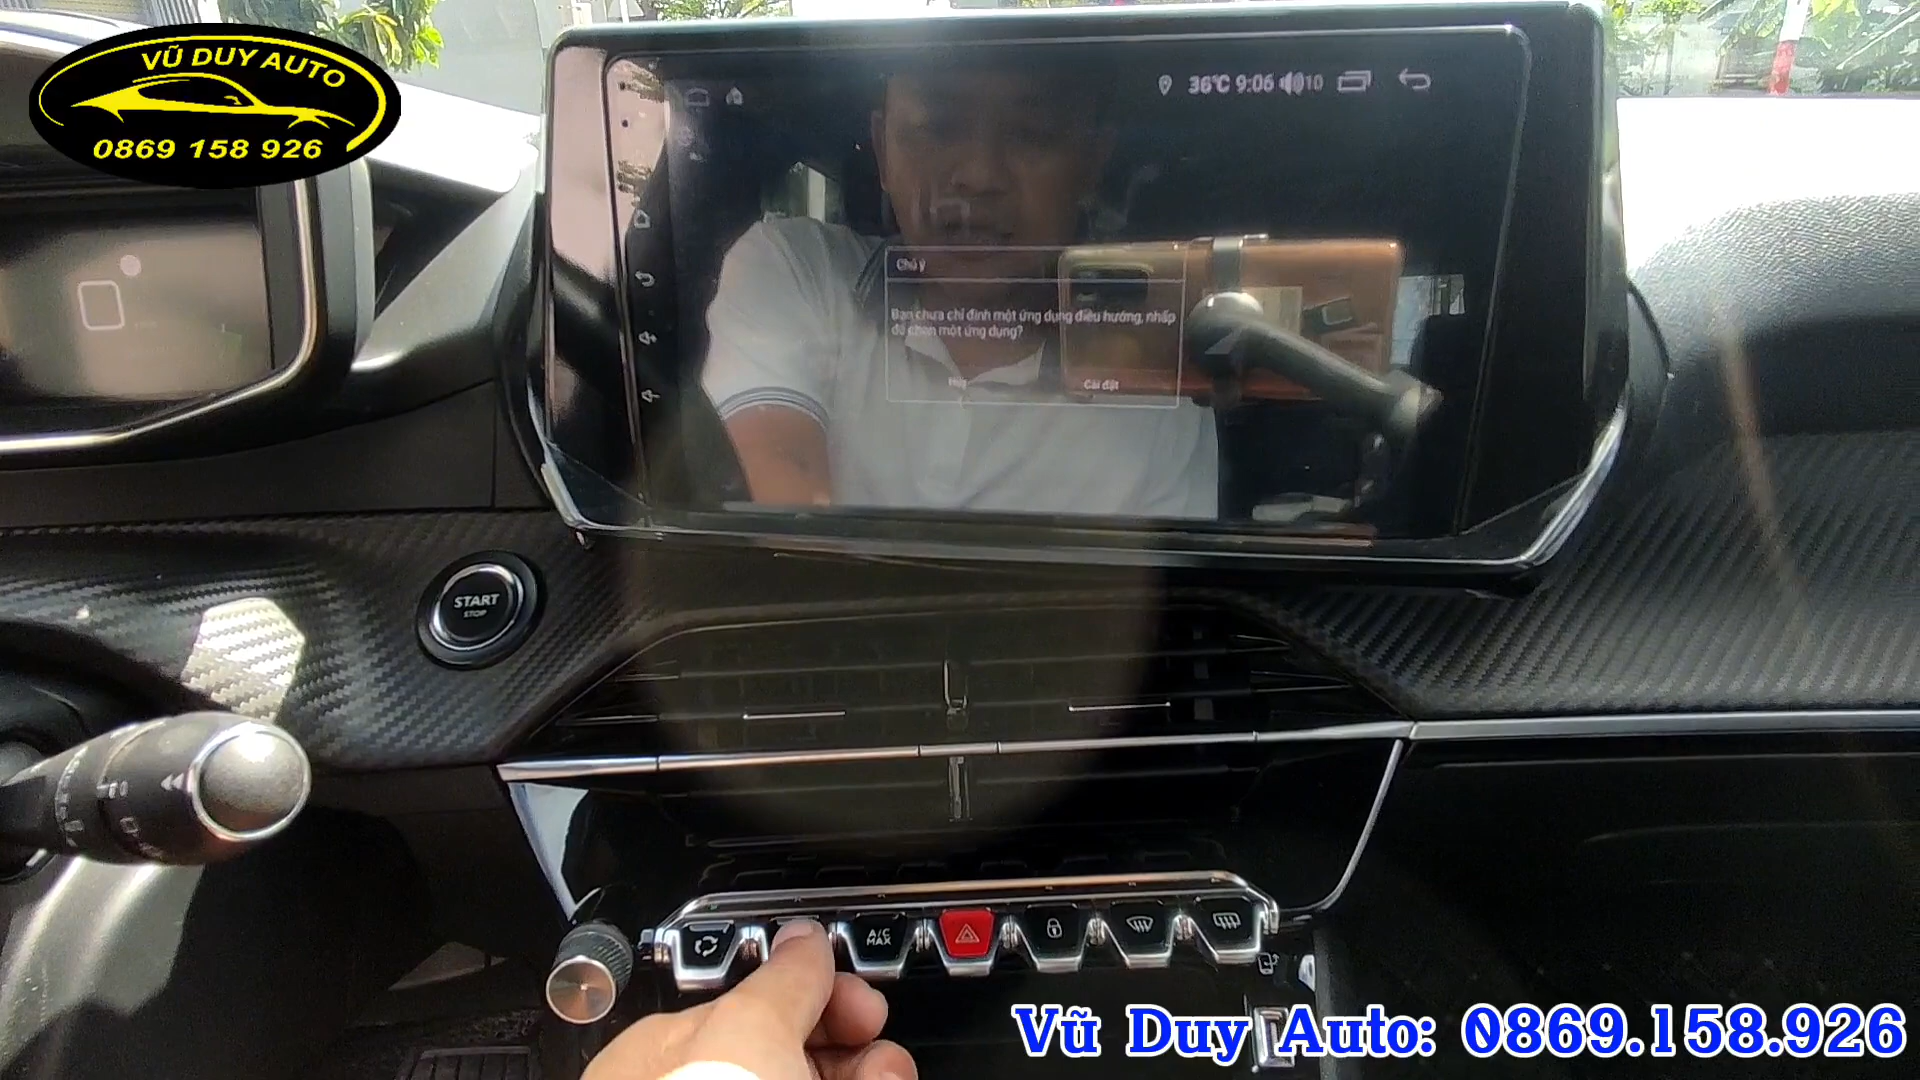 VŨ DUY AUTO
0869 158 926
36℃ 9:06 10
Chú ý
Bạn chưa chỉ định một ứng dụng điều hướng, nhấp
để chọn một ứng dụng?
Hủy
Cài đặt
START
STOP
A/C
MAX
Vũ Duy Auto: 0869.158.926